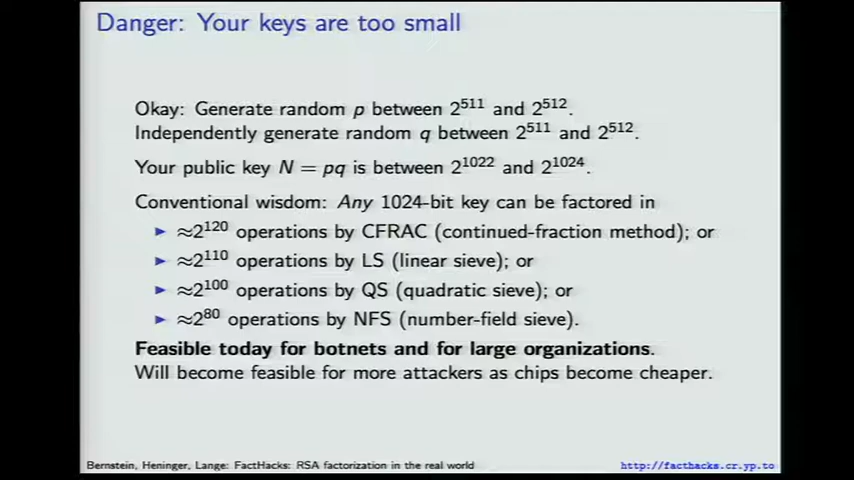 Danger: Your keys are too small
Okay: Generate random p between 2^511 and 2^512.
Independently generate random q between 2^511 and 2^512.
Your public key N = pq is between 2^1022 and 2^1024.
Conventional wisdom: Any 1024-bit key can be factored in
▶ ≈2^120 operations by CFRAC (continued-fraction method); or
▶ ≈2^110 operations by LS (linear sieve); or
▶ ≈2^100 operations by QS (quadratic sieve); or
▶ ≈2^80 operations by NFS (number-field sieve).
Feasible today for botnets and for large organizations.
Will become feasible for more attackers as chips become cheaper.
Bernstein, Heninger, Lange: FactHacks: RSA factorization in the real world
http://facthacks.cr.yp.to